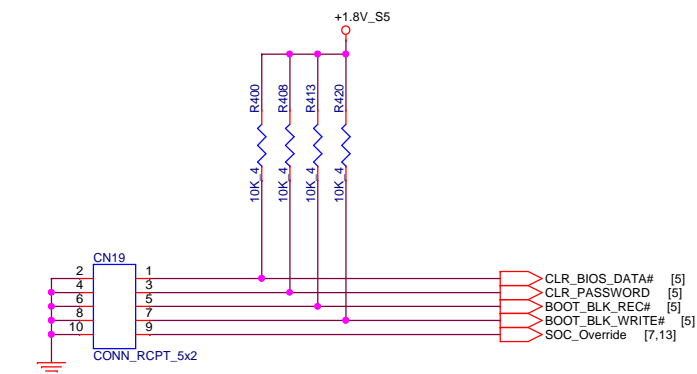 +1.8V_S5
R400
R408
R413
R420
10K_4
10K_4
10K_4
10K_4
CN19
2 1
4 3
6 5
8 7
10 9
CONN_RCPT_5x2
CLR_BIOS_DATA# [5]
CLR_PASSWORD [5]
BOOT_BLK_REC# [5]
BOOT_BLK_WRITE# [5]
SOC_Override [7,13]